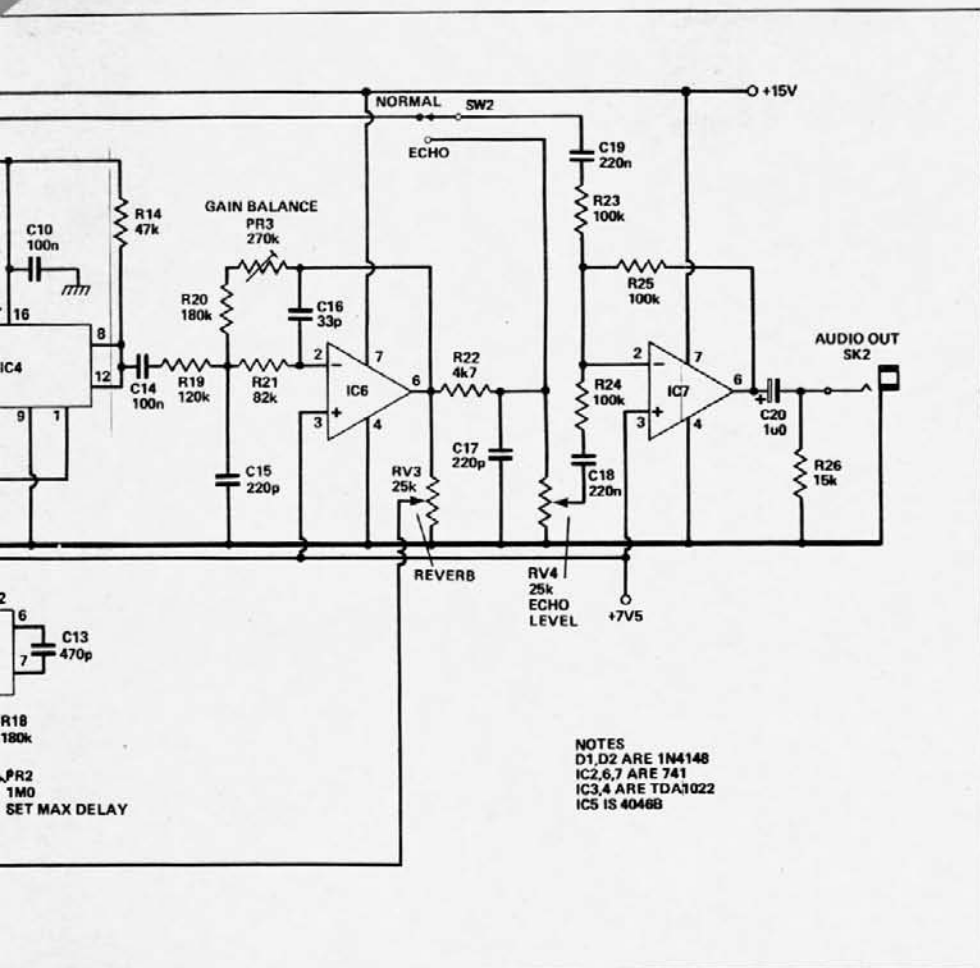 +15V
NORMAL
SW2
ECHO
C19
220n
R14
47k
C10
100n
GAIN BALANCE
PR3
270k
R23
100k
R25
100k
16
R20
180k
C16
33p
8
12
9
1
IC4
C14
100n
R19
120k
R21
82k
2
7
IC6
6
3
4
R22
4k7
R24
100k
2
7
IC7
6
3
4
AUDIO OUT
SK2
C20
1u0
C15
220p
RV3
25k
C17
220p
C18
220n
R26
15k
REVERB
RV4
25k
ECHO
LEVEL
+7V5
2
6
7
C13
470p
R18
180k
PR2
1M0
SET MAX DELAY
NOTES
D1,D2 ARE 1N4148
IC2,6,7 ARE 741
IC3,4 ARE TDA1022
IC5 IS 4046B